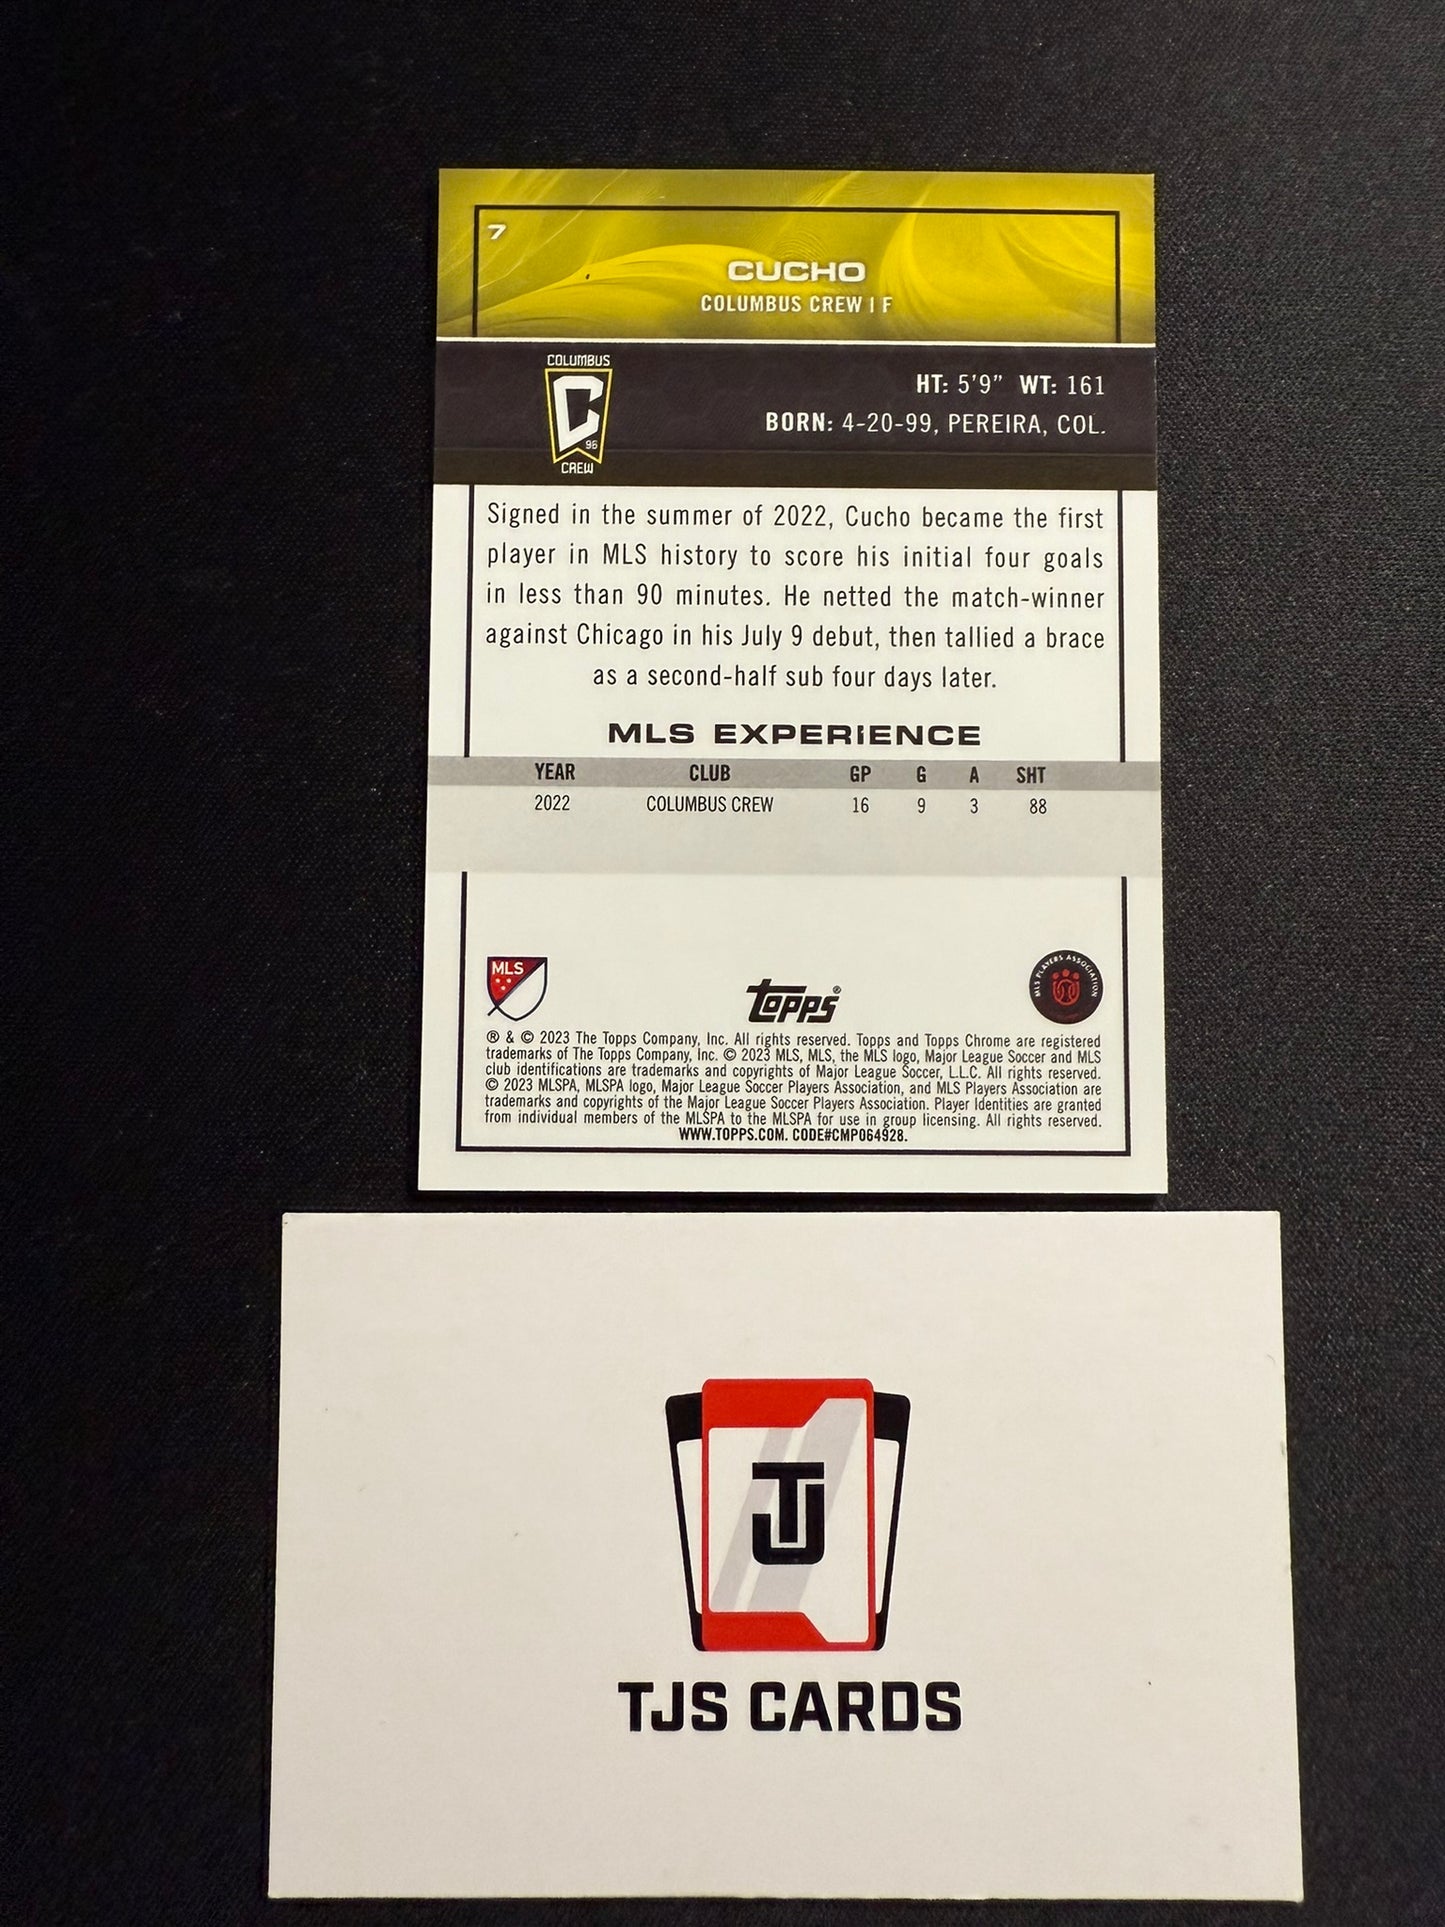 7
CUCHO
COLUMBUS CREW | F
COLUMBUS
C
96
CREW
HT: 5'9" WT: 161
BORN: 4-20-99, PEREIRA, COL.
Signed in the summer of 2022, Cucho became the first
player in MLS history to score his initial four goals
in less than 90 minutes. He netted the match-winner
against Chicago in his July 9 debut, then tallied a brace
as a second-half sub four days later.
MLS EXPERIENCE
YEAR CLUB GP G A SHT
2022 COLUMBUS CREW 16 9 3 88
MLS
Topps®
MLS PLAYERS ASSOCIATION
® & © 2023 The Topps Company, Inc. All rights reserved. Topps and Topps Chrome are registered
trademarks of The Topps Company, Inc. © 2023 MLS, MLS, the MLS logo, Major League Soccer and MLS
club identifications are trademarks and copyrights of Major League Soccer, L.L.C. All rights reserved.
© 2023 MLSPA, MLSPA logo, Major League Soccer Players Association, and MLS Players Association are
trademarks and copyrights of the Major League Soccer Players Association. Player Identities are granted
from individual members of the MLSPA to the MLSPA for use in group licensing. All rights reserved.
WWW.TOPPS.COM. CODE#CMP064928.
TJ
TJS CARDS